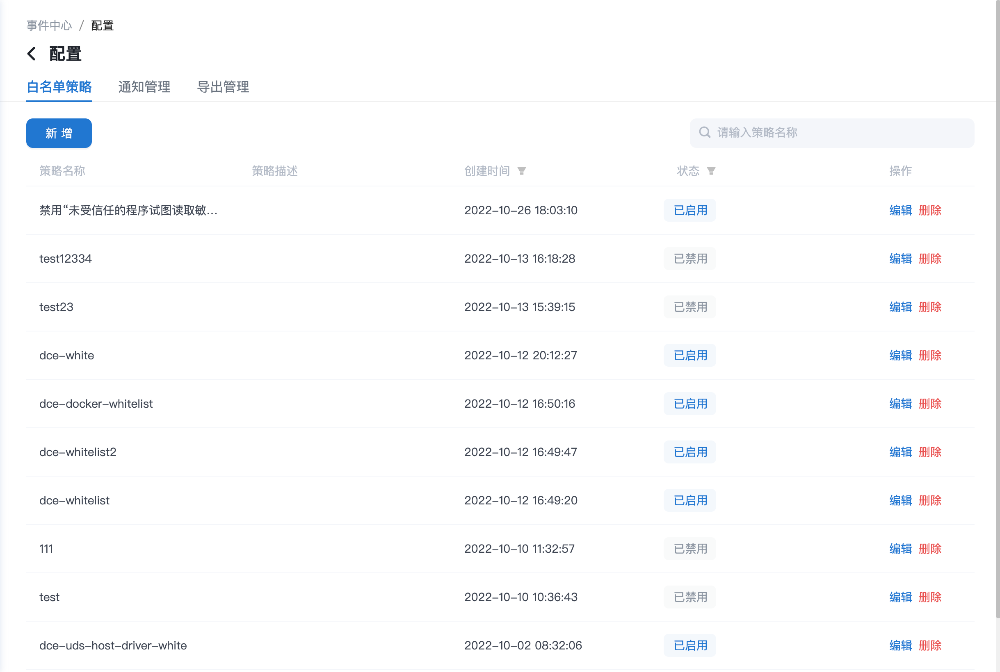 事件中心 / 配置
配置
白名单策略 通知管理 导出管理
新 增 请输入策略名称
策略名称 策略描述 创建时间 状态 操作
禁用“未受信任的程序试图读取敏... 2022-10-26 18:03:10 已启用 编辑 删除
test12334 2022-10-13 16:18:28 已禁用 编辑 删除
test23 2022-10-13 15:39:15 已禁用 编辑 删除
dce-white 2022-10-12 20:12:27 已启用 编辑 删除
dce-docker-whitelist 2022-10-12 16:50:16 已启用 编辑 删除
dce-whitelist2 2022-10-12 16:49:47 已启用 编辑 删除
dce-whitelist 2022-10-12 16:49:20 已启用 编辑 删除
111 2022-10-10 11:32:57 已禁用 编辑 删除
test 2022-10-10 10:36:43 已禁用 编辑 删除
dce-uds-host-driver-white 2022-10-02 08:32:06 已启用 编辑 删除